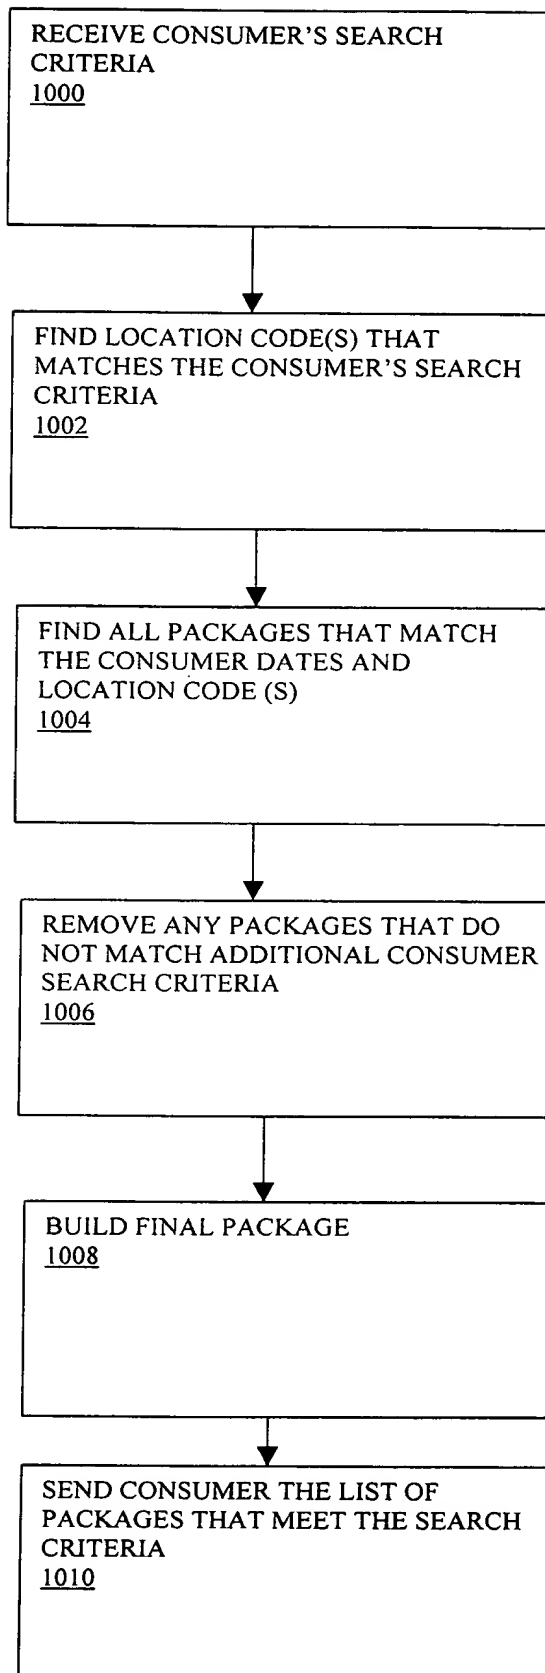 RECEIVE CONSUMER'S SEARCH
CRITERIA
1000
FIND LOCATION CODE(S) THAT
MATCHES THE CONSUMER'S SEARCH
CRITERIA
1002
FIND ALL PACKAGES THAT MATCH
THE CONSUMER DATES AND
LOCATION CODE (S)
1004
REMOVE ANY PACKAGES THAT DO
NOT MATCH ADDITIONAL CONSUMER
SEARCH CRITERIA
1006
BUILD FINAL PACKAGE
1008
SEND CONSUMER THE LIST OF
PACKAGES THAT MEET THE SEARCH
CRITERIA
1010